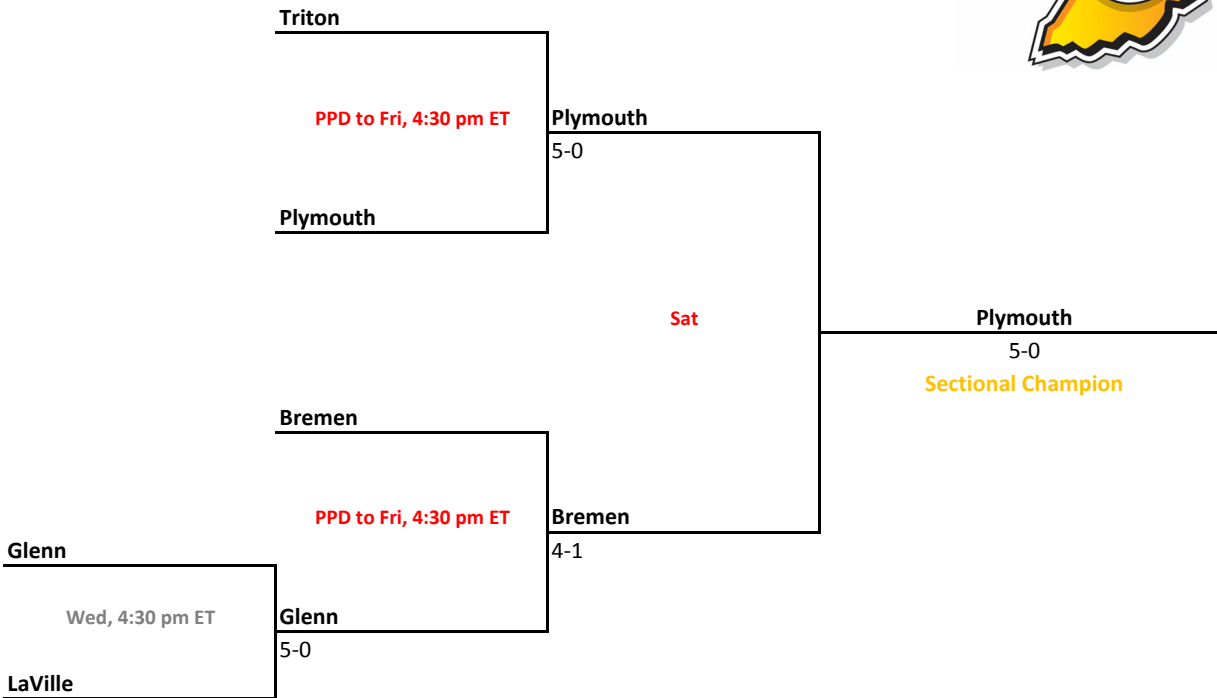 Triton
PPD to Fri, 4:30 pm ET
Plymouth
5-0
Plymouth
Sat
Plymouth
5-0
Sectional Champion
Bremen
PPD to Fri, 4:30 pm ET
Bremen
4-1
Glenn
Wed, 4:30 pm ET
Glenn
5-0
LaVille